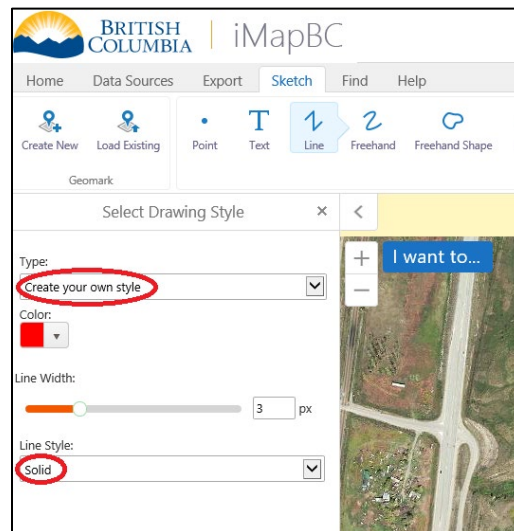 BRITISH
COLUMBIA
iMapBC
Home Data Sources Export Sketch Find Help
Create New Load Existing Point Text Line Freehand Freehand Shape
Geomark
Select Drawing Style
I want to...
Type:
Create your own style
Color:
Line Width:
3 px
Line Style:
Solid